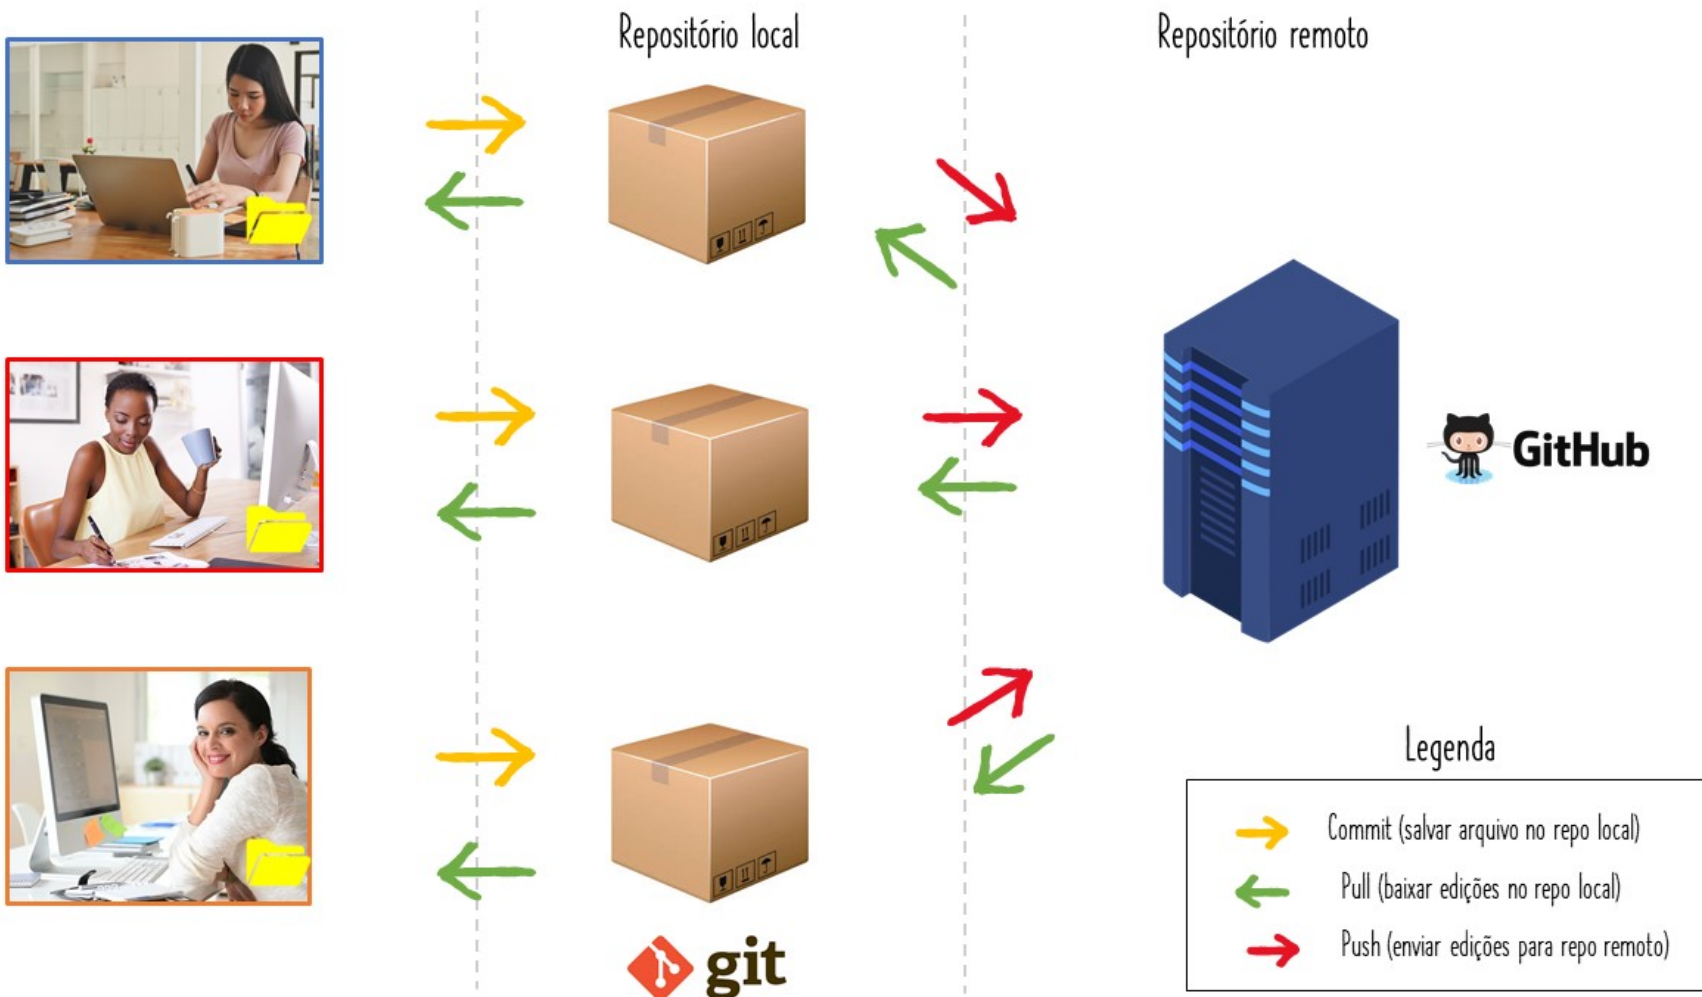 Repositório local
Repositório remoto
GitHub
Legenda
Commit (salvar arquivo no repo local)
Pull (baixar edições no repo local)
Push (enviar edições para repo remoto)
git